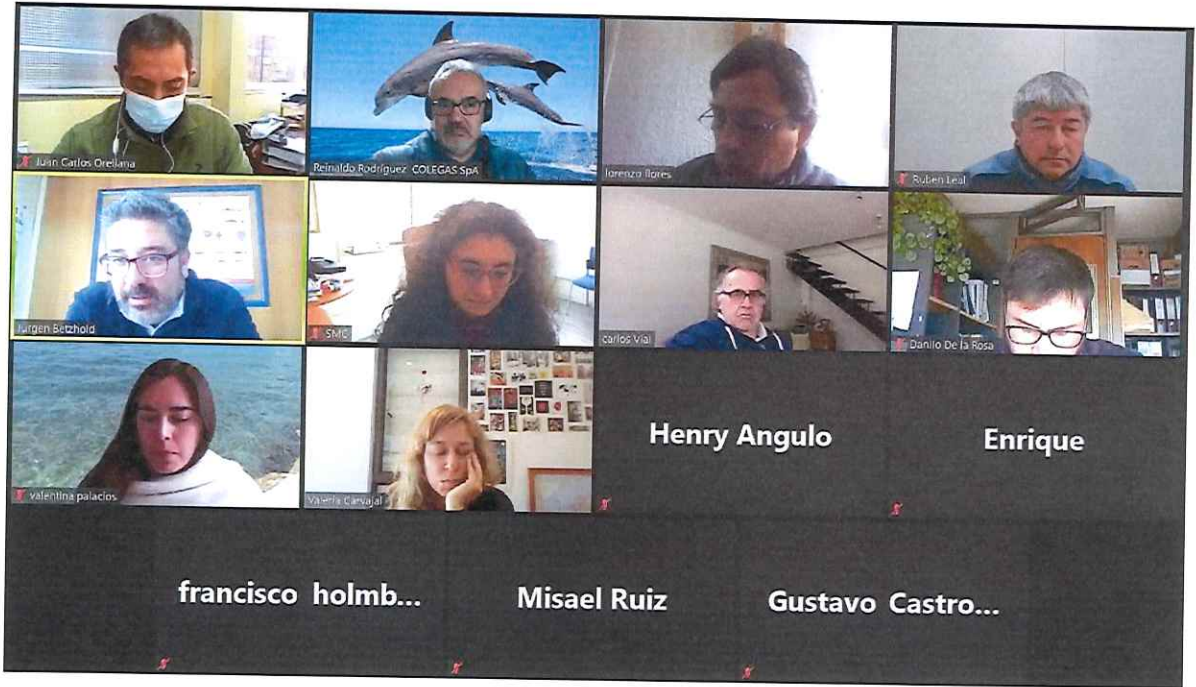 Juan Carlos Orellana
Reinaldo Rodríguez COLEGAS SpA
lorenzo flores
Ruben Leal
Jurgen Betzhold
SMC
carlos Vial
Danilo De la Rosa
valentina palacios
Valeria Carvajal
Henry Angulo
Enrique
francisco holmb...
Misael Ruiz
Gustavo Castro...